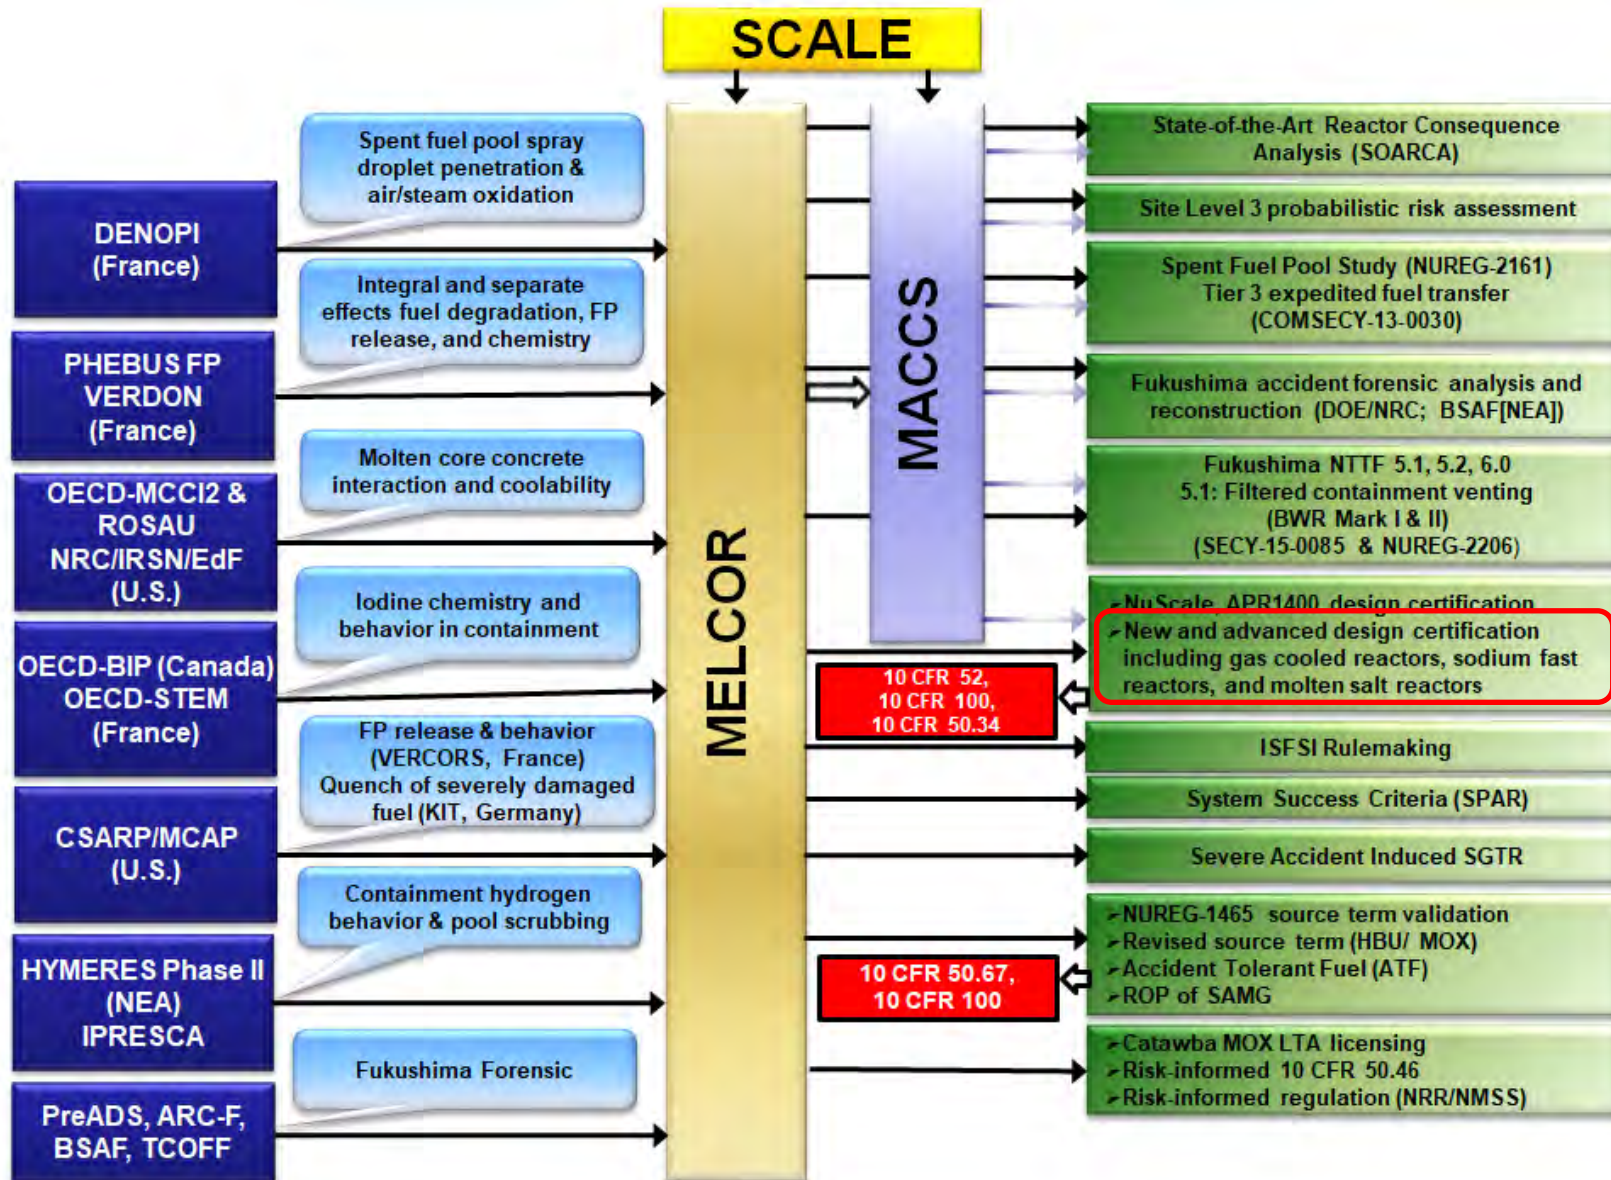 SCALE
DENOPI
(France)
PHEBUS FP
VERDON
(France)
OECD-MCCI2 &
ROSAU
NRC/IRSN/EdF
(U.S.)
OECD-BIP (Canada)
OECD-STEM
(France)
CSARP/MCAP
(U.S.)
HYMERES Phase II
(NEA)
IPRESCA
PreADS, ARC-F,
BSAF, TCOFF
Spent fuel pool spray
droplet penetration &
air/steam oxidation
Integral and separate
effects fuel degradation, FP
release, and chemistry
Molten core concrete
interaction and coolability
Iodine chemistry and
behavior in containment
FP release & behavior
(VERCORS, France)
Quench of severely damaged
fuel (KIT, Germany)
Containment hydrogen
behavior & pool scrubbing
Fukushima Forensic
MELCOR
MACCS
10 CFR 52,
10 CFR 100,
10 CFR 50.34
10 CFR 50.67,
10 CFR 100
State-of-the-Art Reactor Consequence
Analysis (SOARCA)
Site Level 3 probabilistic risk assessment
Spent Fuel Pool Study (NUREG-2161)
Tier 3 expedited fuel transfer
(COMSECY-13-0030)
Fukushima accident forensic analysis and
reconstruction (DOE/NRC; BSAF[NEA])
Fukushima NTTF 5.1, 5.2, 6.0
5.1: Filtered containment venting
(BWR Mark I & II)
(SECY-15-0085 & NUREG-2206)
➢NuScale, APR1400 design certification
➢New and advanced design certification
including gas cooled reactors, sodium fast
reactors, and molten salt reactors
ISFSI Rulemaking
System Success Criteria (SPAR)
Severe Accident Induced SGTR
➢NUREG-1465 source term validation
➢Revised source term (HBU/ MOX)
➢Accident Tolerant Fuel (ATF)
➢ROP of SAMG
➢Catawba MOX LTA licensing
➢Risk-informed 10 CFR 50.46
➢Risk-informed regulation (NRR/NMSS)